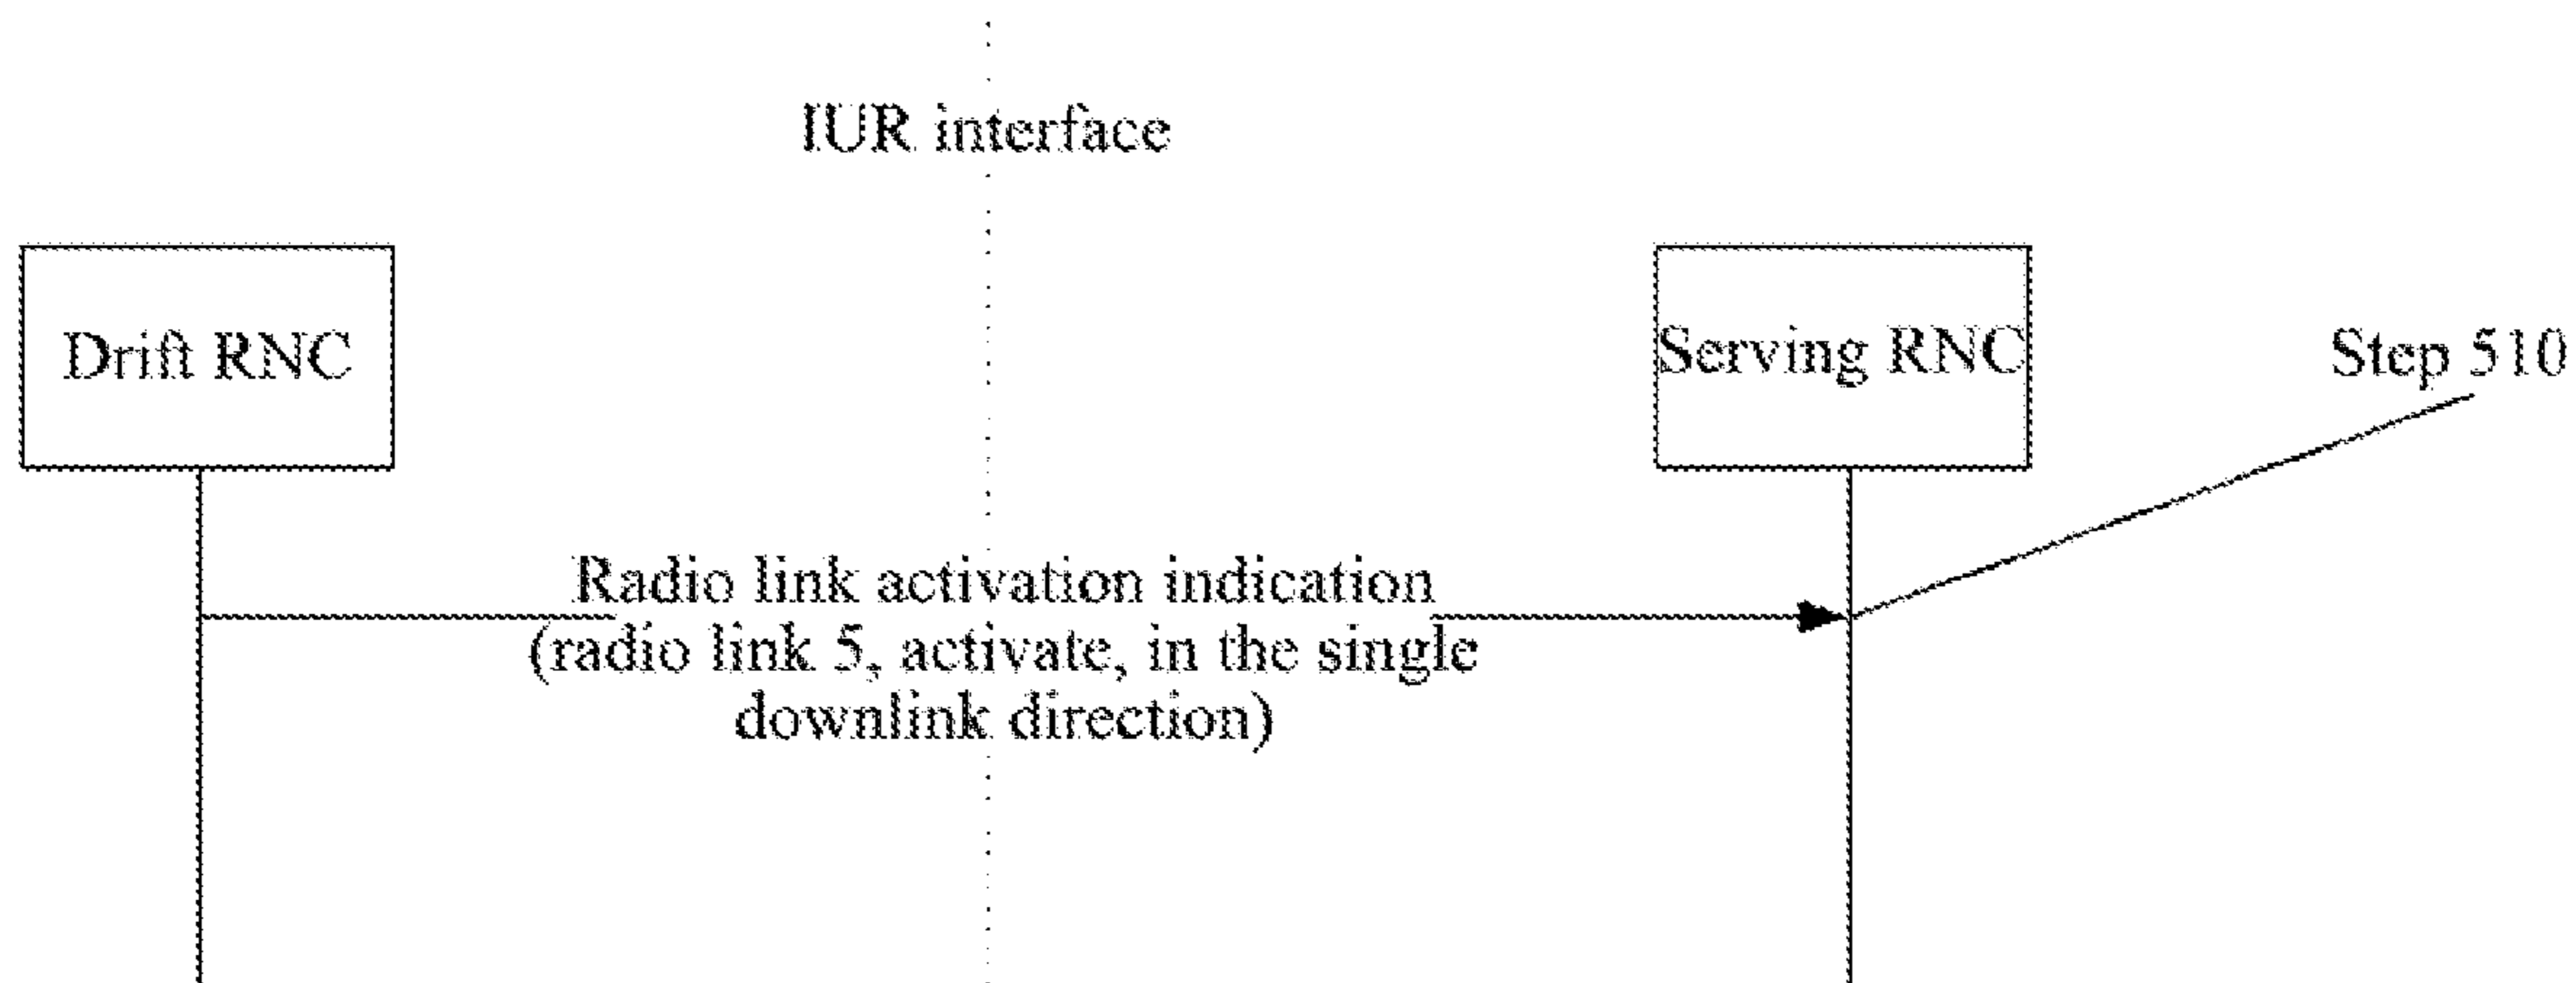 IUR interface
Drift RNC
Serving RNC
Step 510
Radio link activation indication
(radio link 5, activate, in the single
downlink direction)